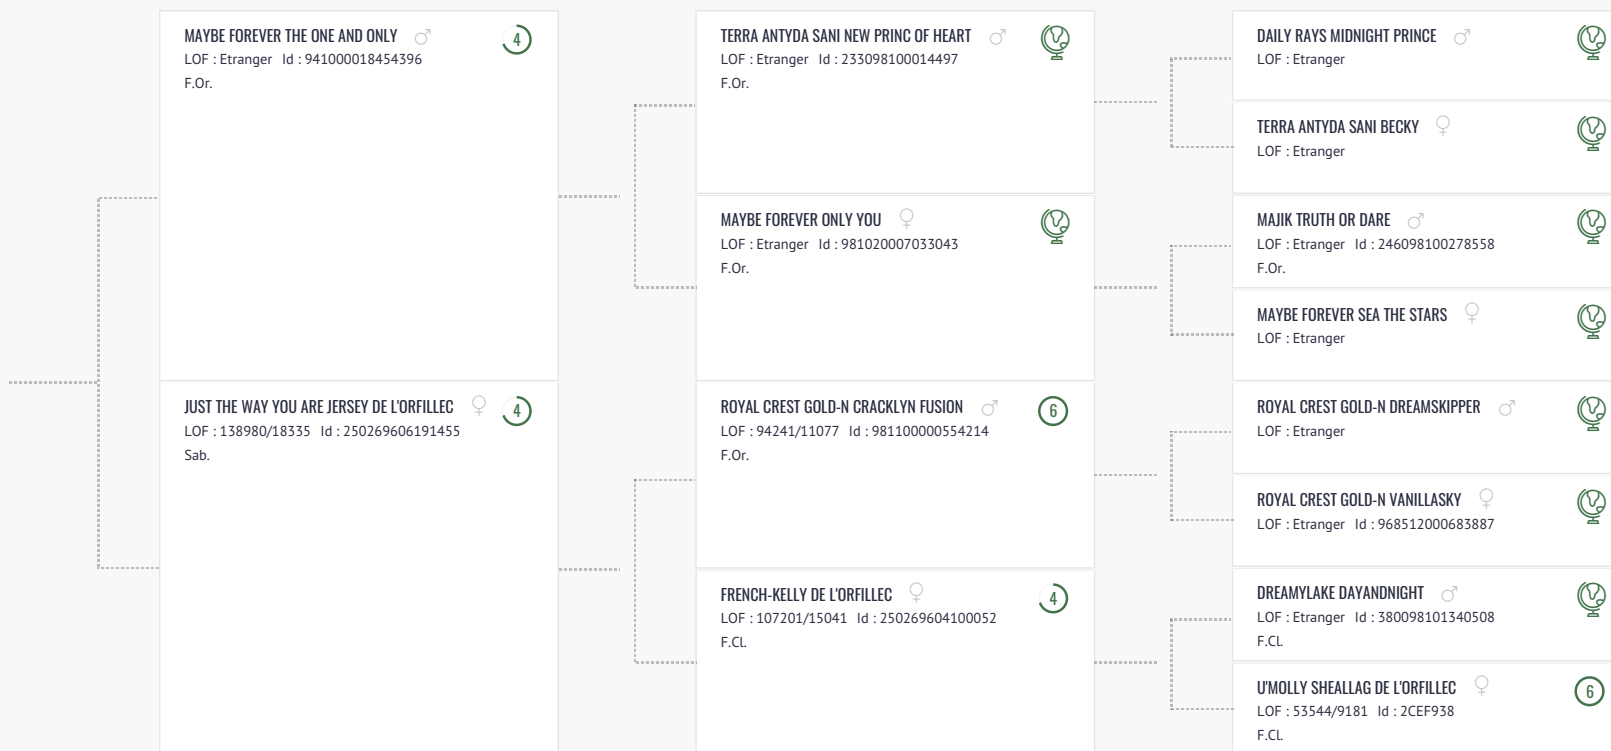 MAYBE FOREVER THE ONE AND ONLY
4
LOF : Etranger Id : 941000018454396
F.Or.
JUST THE WAY YOU ARE JERSEY DE L'ORFILLEC
4
LOF : 138980/18335 Id : 250269606191455
Sab.
TERRA ANTYDA SANI NEW PRINC OF HEART
LOF : Etranger Id : 233098100014497
F.Or.
MAYBE FOREVER ONLY YOU
LOF : Etranger Id : 981020007033043
F.Or.
ROYAL CREST GOLD-N CRACKLYN FUSION
6
LOF : 94241/11077 Id : 981100000554214
F.Or.
FRENCH-KELLY DE L'ORFILLEC
4
LOF : 107201/15041 Id : 250269604100052
F.Cl.
DAILY RAYS MIDNIGHT PRINCE
LOF : Etranger
TERRA ANTYDA SANI BECKY
LOF : Etranger
MAJIK TRUTH OR DARE
LOF : Etranger Id : 246098100278558
F.Or.
MAYBE FOREVER SEA THE STARS
LOF : Etranger
ROYAL CREST GOLD-N DREAMSKIPPER
LOF : Etranger
ROYAL CREST GOLD-N VANILLASKY
LOF : Etranger Id : 968512000683887
DREAMYLAKE DAYANDNIGHT
LOF : Etranger Id : 380098101340508
F.Cl.
U'MOLLY SHEALLAG DE L'ORFILLEC
6
LOF : 53544/9181 Id : 2CEF938
F.Cl.